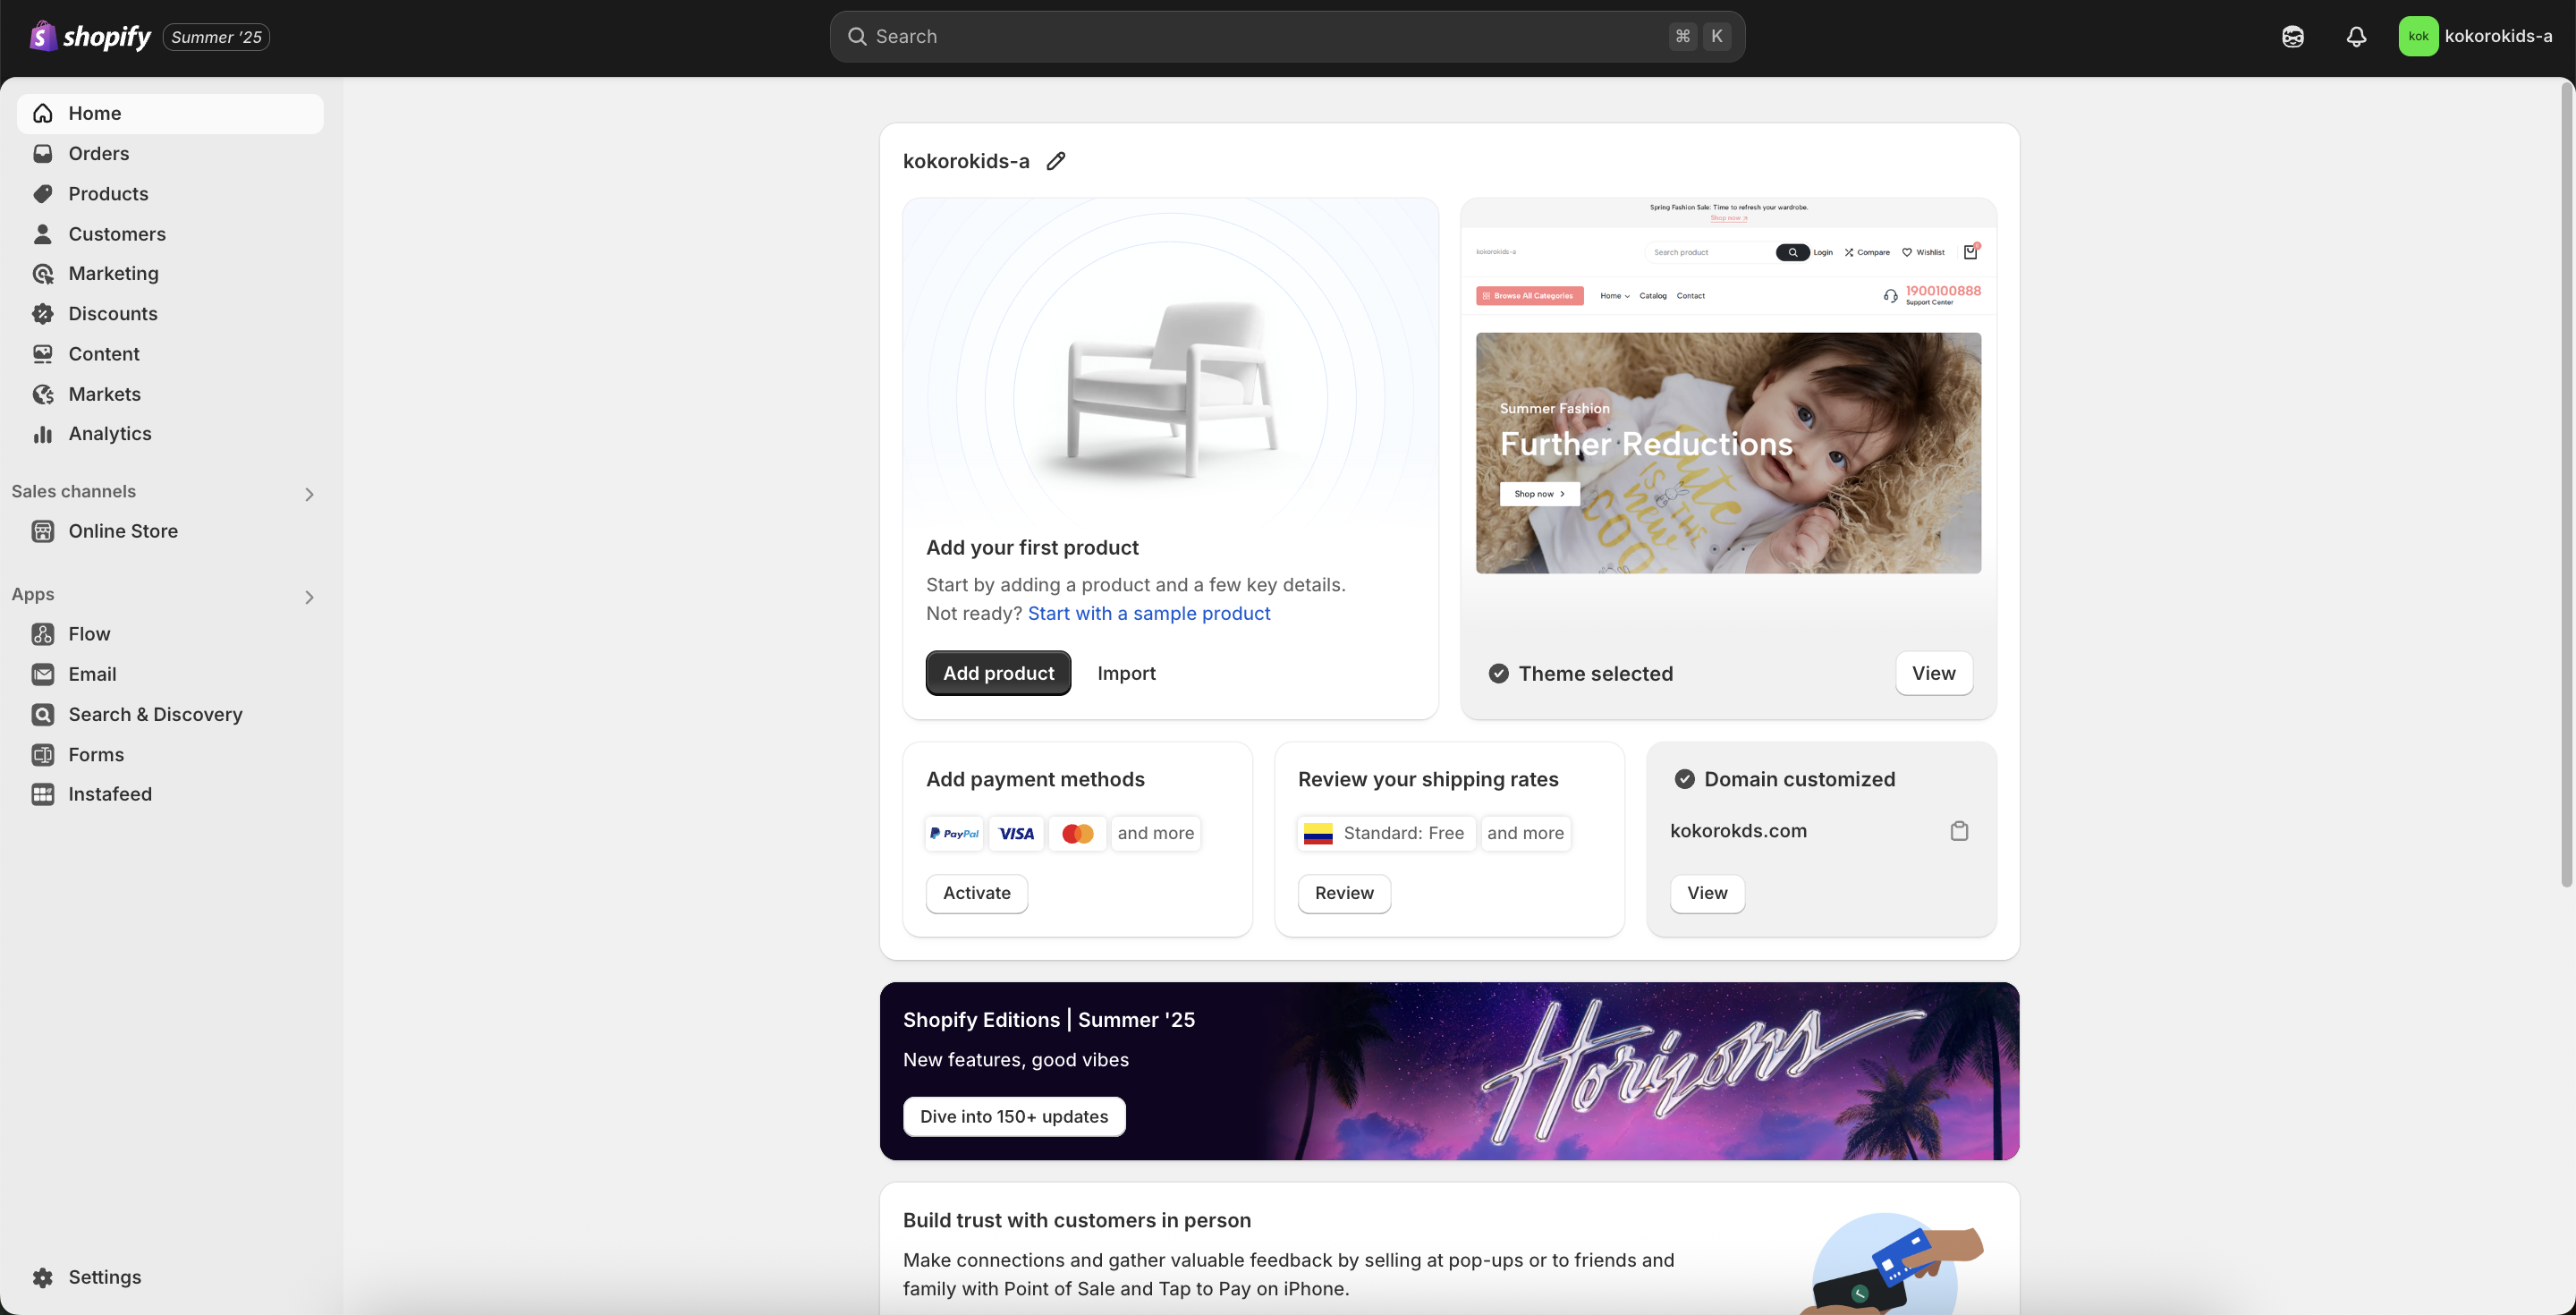 shopify
Summer '25
Search
⌘ K
kok
kokorokids-a
Home
Orders
Products
Customers
Marketing
Discounts
Content
Markets
Analytics
Sales channels
Online Store
Apps
Flow
Email
Search & Discovery
Forms
Instafeed
Settings
kokorokids-a
Add your first product
Start by adding a product and a few key details.
Not ready? Start with a sample product
Add product
Import
Spring Fashion Sale: Time to refresh your wardrobe.
Shop now
kokorokids-a
Search product
Login
Compare
Wishlist
Browse All Categories
Home
Catalog
Contact
1900100888
Support Center
Summer Fashion
Further Reductions
Shop now
Theme selected
View
Add payment methods
PayPal
VISA
and more
Activate
Review your shipping rates
Standard: Free
and more
Review
Domain customized
kokorokds.com
View
Shopify Editions | Summer '25
New features, good vibes
Dive into 150+ updates
Horizons
Build trust with customers in person
Make connections and gather valuable feedback by selling at pop-ups or to friends and
family with Point of Sale and Tap to Pay on iPhone.